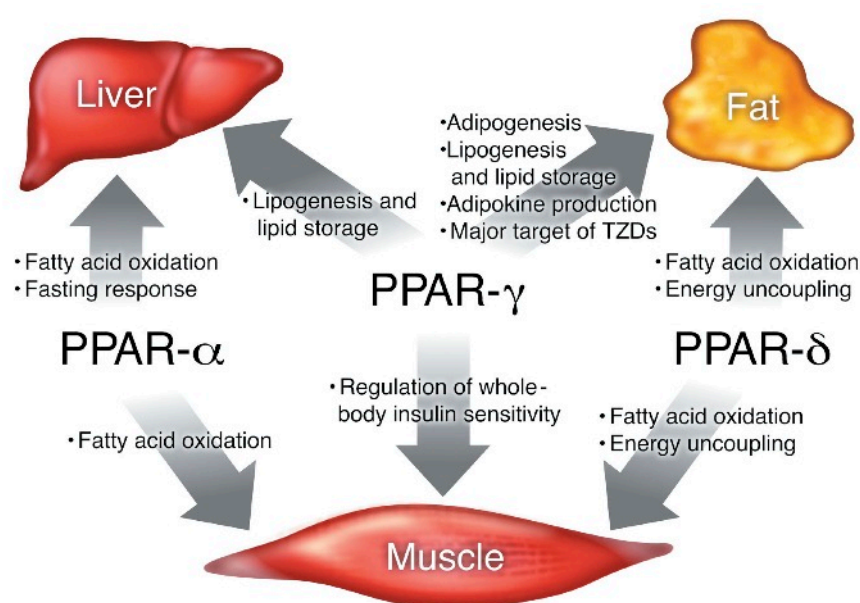 Liver
Fat
•Adipogenesis
•Lipogenesis
and lipid storage
•Adipokine production
•Major target of TZDs
•Lipogenesis and
lipid storage
•Fatty acid oxidation
•Fasting response
•Fatty acid oxidation
•Energy uncoupling
PPAR-γ
PPAR-α
PPAR-δ
•Regulation of whole-
body insulin sensitivity
•Fatty acid oxidation
•Fatty acid oxidation
•Energy uncoupling
Muscle